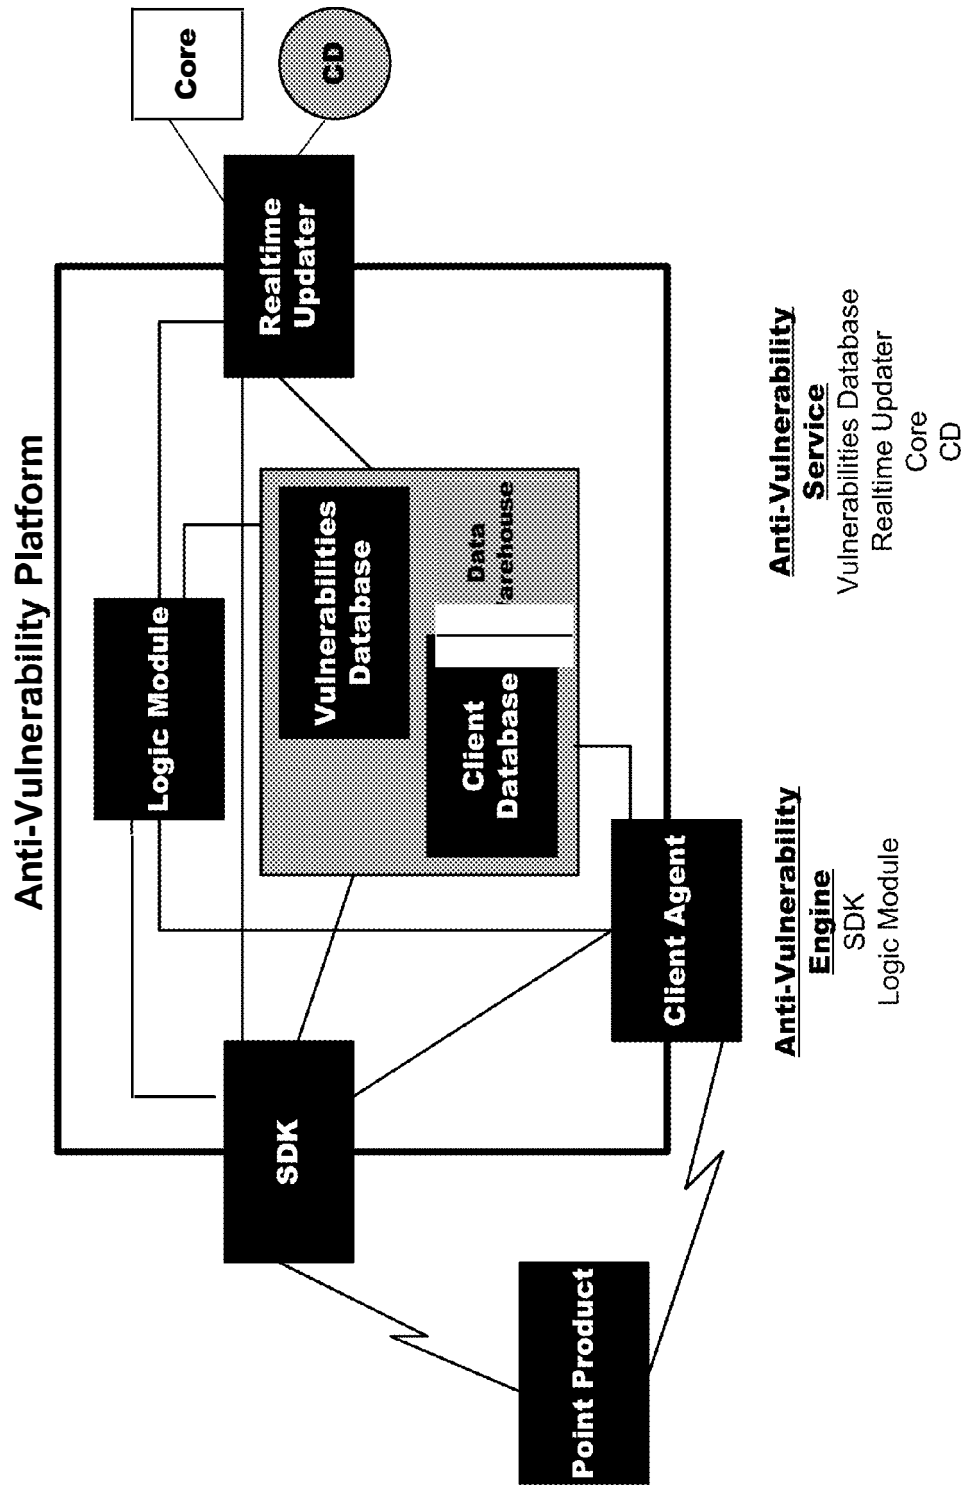 Anti-Vulnerability Platform
Core
CD
Realtime
Updater
Logic Module
Vulnerabilities
Database
Data
arehouse
Client
Database
SDK
Client Agent
Point Product
Anti-Vulnerability
Engine
SDK
Logic Module
Anti-Vulnerability
Service
Vulnerabilities Database
Realtime Updater
Core
CD